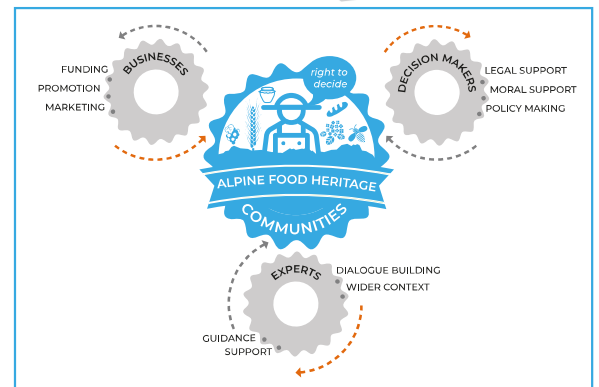 BUSINESSES
FUNDING
PROMOTION
MARKETING
right to
decide
DECISION MAKERS
LEGAL SUPPORT
MORAL SUPPORT
POLICY MAKING
ALPINE FOOD HERITAGE
COMMUNITIES
EXPERTS
DIALOGUE BUILDING
WIDER CONTEXT
GUIDANCE
SUPPORT